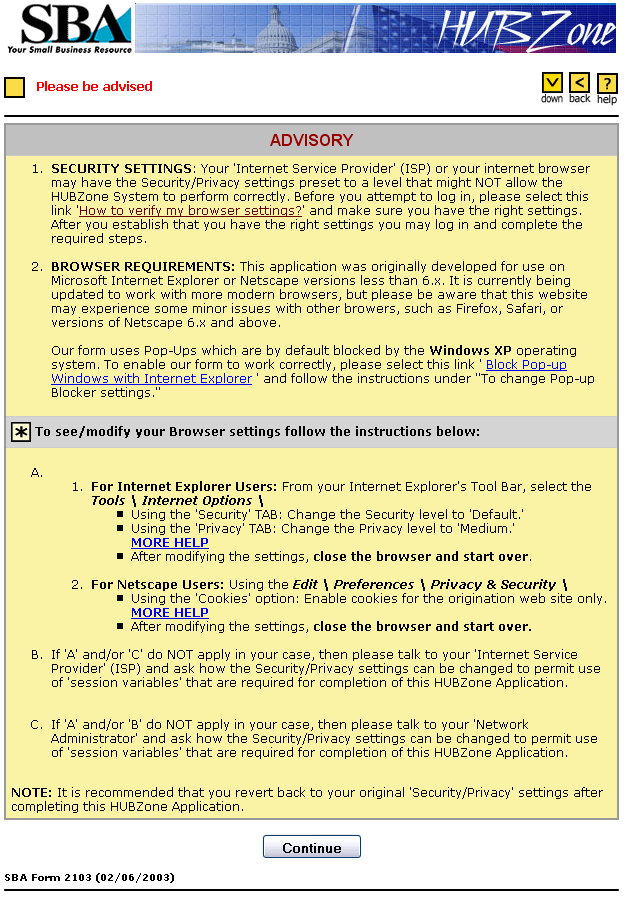 SBA
Your Small Business Resource
HUBZone
Please be advised
down back help
ADVISORY
1. SECURITY SETTINGS: Your 'Internet Service Provider' (ISP) or your internet browser
may have the Security/Privacy settings preset to a level that might NOT allow the
HUBZone System to perform correctly. Before you attempt to log in, please select this
link 'How to verify my browser settings?' and make sure you have the right settings.
After you establish that you have the right settings you may log in and complete the
required steps.
2. BROWSER REQUIREMENTS: This application was originally developed for use on
Microsoft Internet Explorer or Netscape versions less than 6.x. It is currently being
updated to work with more modern browsers, but please be aware that this website
may experience some minor issues with other browers, such as Firefox, Safari, or
versions of Netscape 6.x and above.
Our form uses Pop-Ups which are by default blocked by the Windows XP operating
system. To enable our form to work correctly, please select this link ' Block Pop-up
Windows with Internet Explorer ' and follow the instructions under "To change Pop-up
Blocker settings."
* To see/modify your Browser settings follow the instructions below:
A.
1. For Internet Explorer Users: From your Internet Explorer's Tool Bar, select the
Tools \ Internet Options \
■ Using the 'Security' TAB: Change the Security level to 'Default.'
■ Using the 'Privacy' TAB: Change the Privacy level to 'Medium.'
MORE HELP
■ After modifying the settings, close the browser and start over.
2. For Netscape Users: Using the Edit \ Preferences \ Privacy & Security \
■ Using the 'Cookies' option: Enable cookies for the origination web site only.
MORE HELP
■ After modifying the settings, close the browser and start over.
B. If 'A' and/or 'C' do NOT apply in your case, then please talk to your 'Internet Service
Provider' (ISP) and ask how the Security/Privacy settings can be changed to permit use
of 'session variables' that are required for completion of this HUBZone Application.
C. If 'A' and/or 'B' do NOT apply in your case, then please talk to your 'Network
Administrator' and ask how the Security/Privacy settings can be changed to permit use
of 'session variables' that are required for completion of this HUBZone Application.
NOTE: It is recommended that you revert back to your original 'Security/Privacy' settings after
completing this HUBZone Application.
Continue
SBA Form 2103 (02/06/2003)